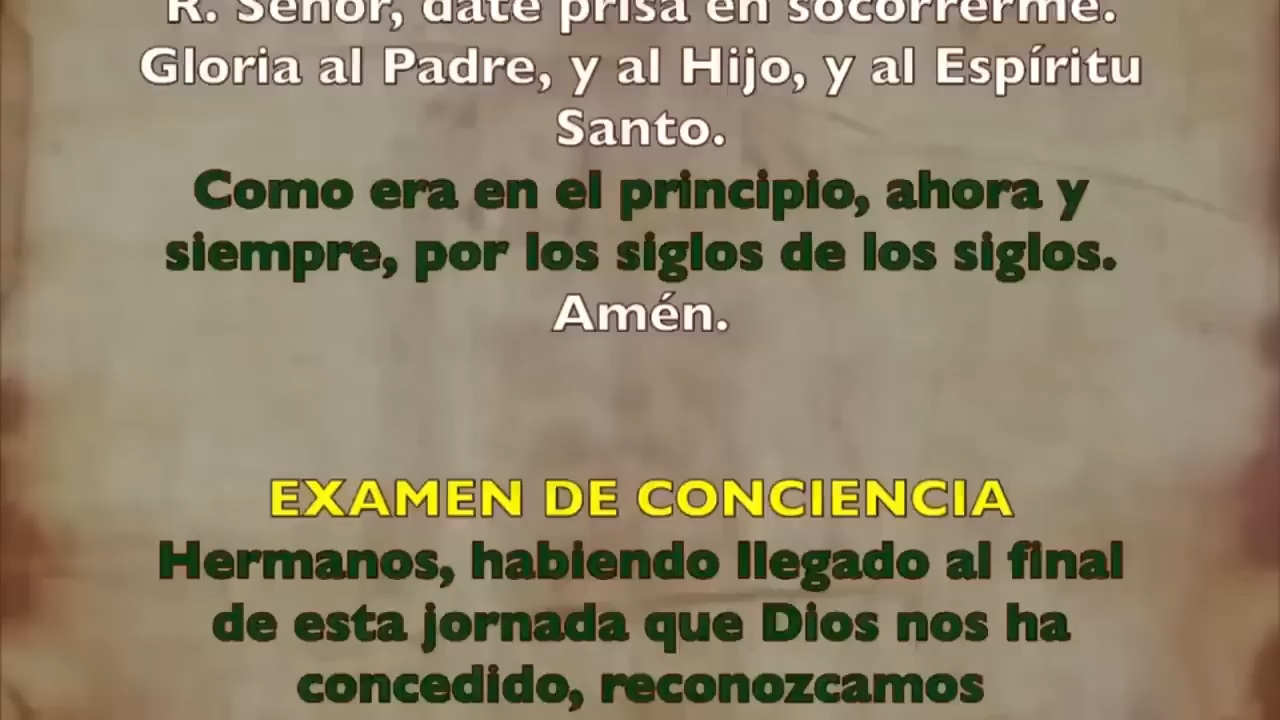 R. Señor, date prisa en socorrerme.
Gloria al Padre, y al Hijo, y al Espíritu
Santo.
Como era en el principio, ahora y
siempre, por los siglos de los siglos.
Amén.
EXAMEN DE CONCIENCIA
Hermanos, habiendo llegado al final
de esta jornada que Dios nos ha
concedido, reconozcamos